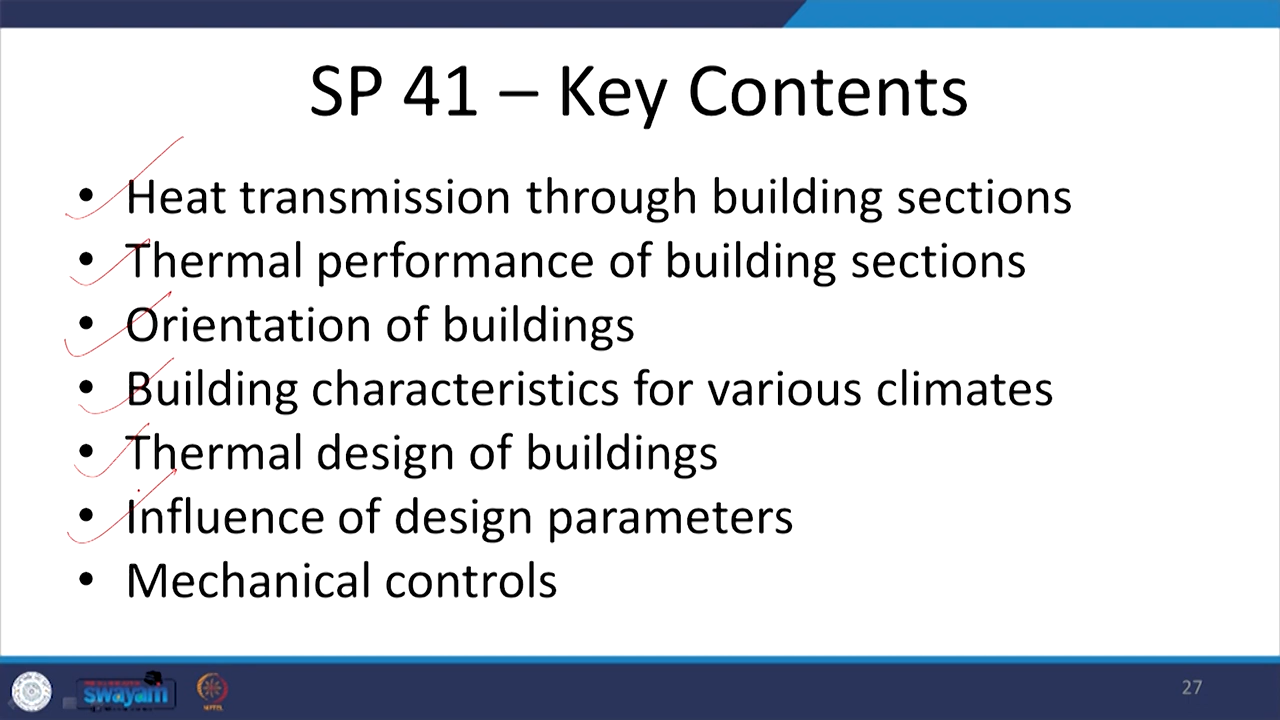 SP 41 – Key Contents
• Heat transmission through building sections
• Thermal performance of building sections
• Orientation of buildings
• Building characteristics for various climates
• Thermal design of buildings
• Influence of design parameters
• Mechanical controls
swayam
27